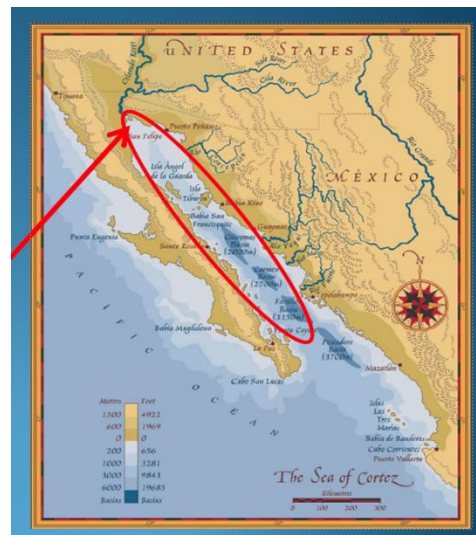 UNITED STATES
Colorado River
Salt River
Gila River
Tijuana
Puerto Peñasco
San Felipe
Concepción
Rio Grande
Isla Ángel
de la Guarda
MÉXICO
Isla
Tiburón
Bahía Kino
Bahía San
Francisquito
Guaymas
Punto Eugenia
Santa Rosalía
Guaymas
Basin
(2000m)
Carmen
Basin
(2700m)
Topolobampo
Farallon
Basin
(3150m)
N
PACIFIC OCEAN
Bahía Magdalena
Punta Coyote
La Paz
Pescadero
Basin
(3700m)
Mazatlán
Cabo San Lucas
Islas
Las
Tres
Marías
Bahía de Banderas
Cabo Corrientes
Puerto Vallarta
Meters Feet
1500 4922
600 1969
0 0
200 656
1000 3281
3000 9843
6000 19685
Basins Basins
The Sea of Cortez
Kilometers
0 100 200 300